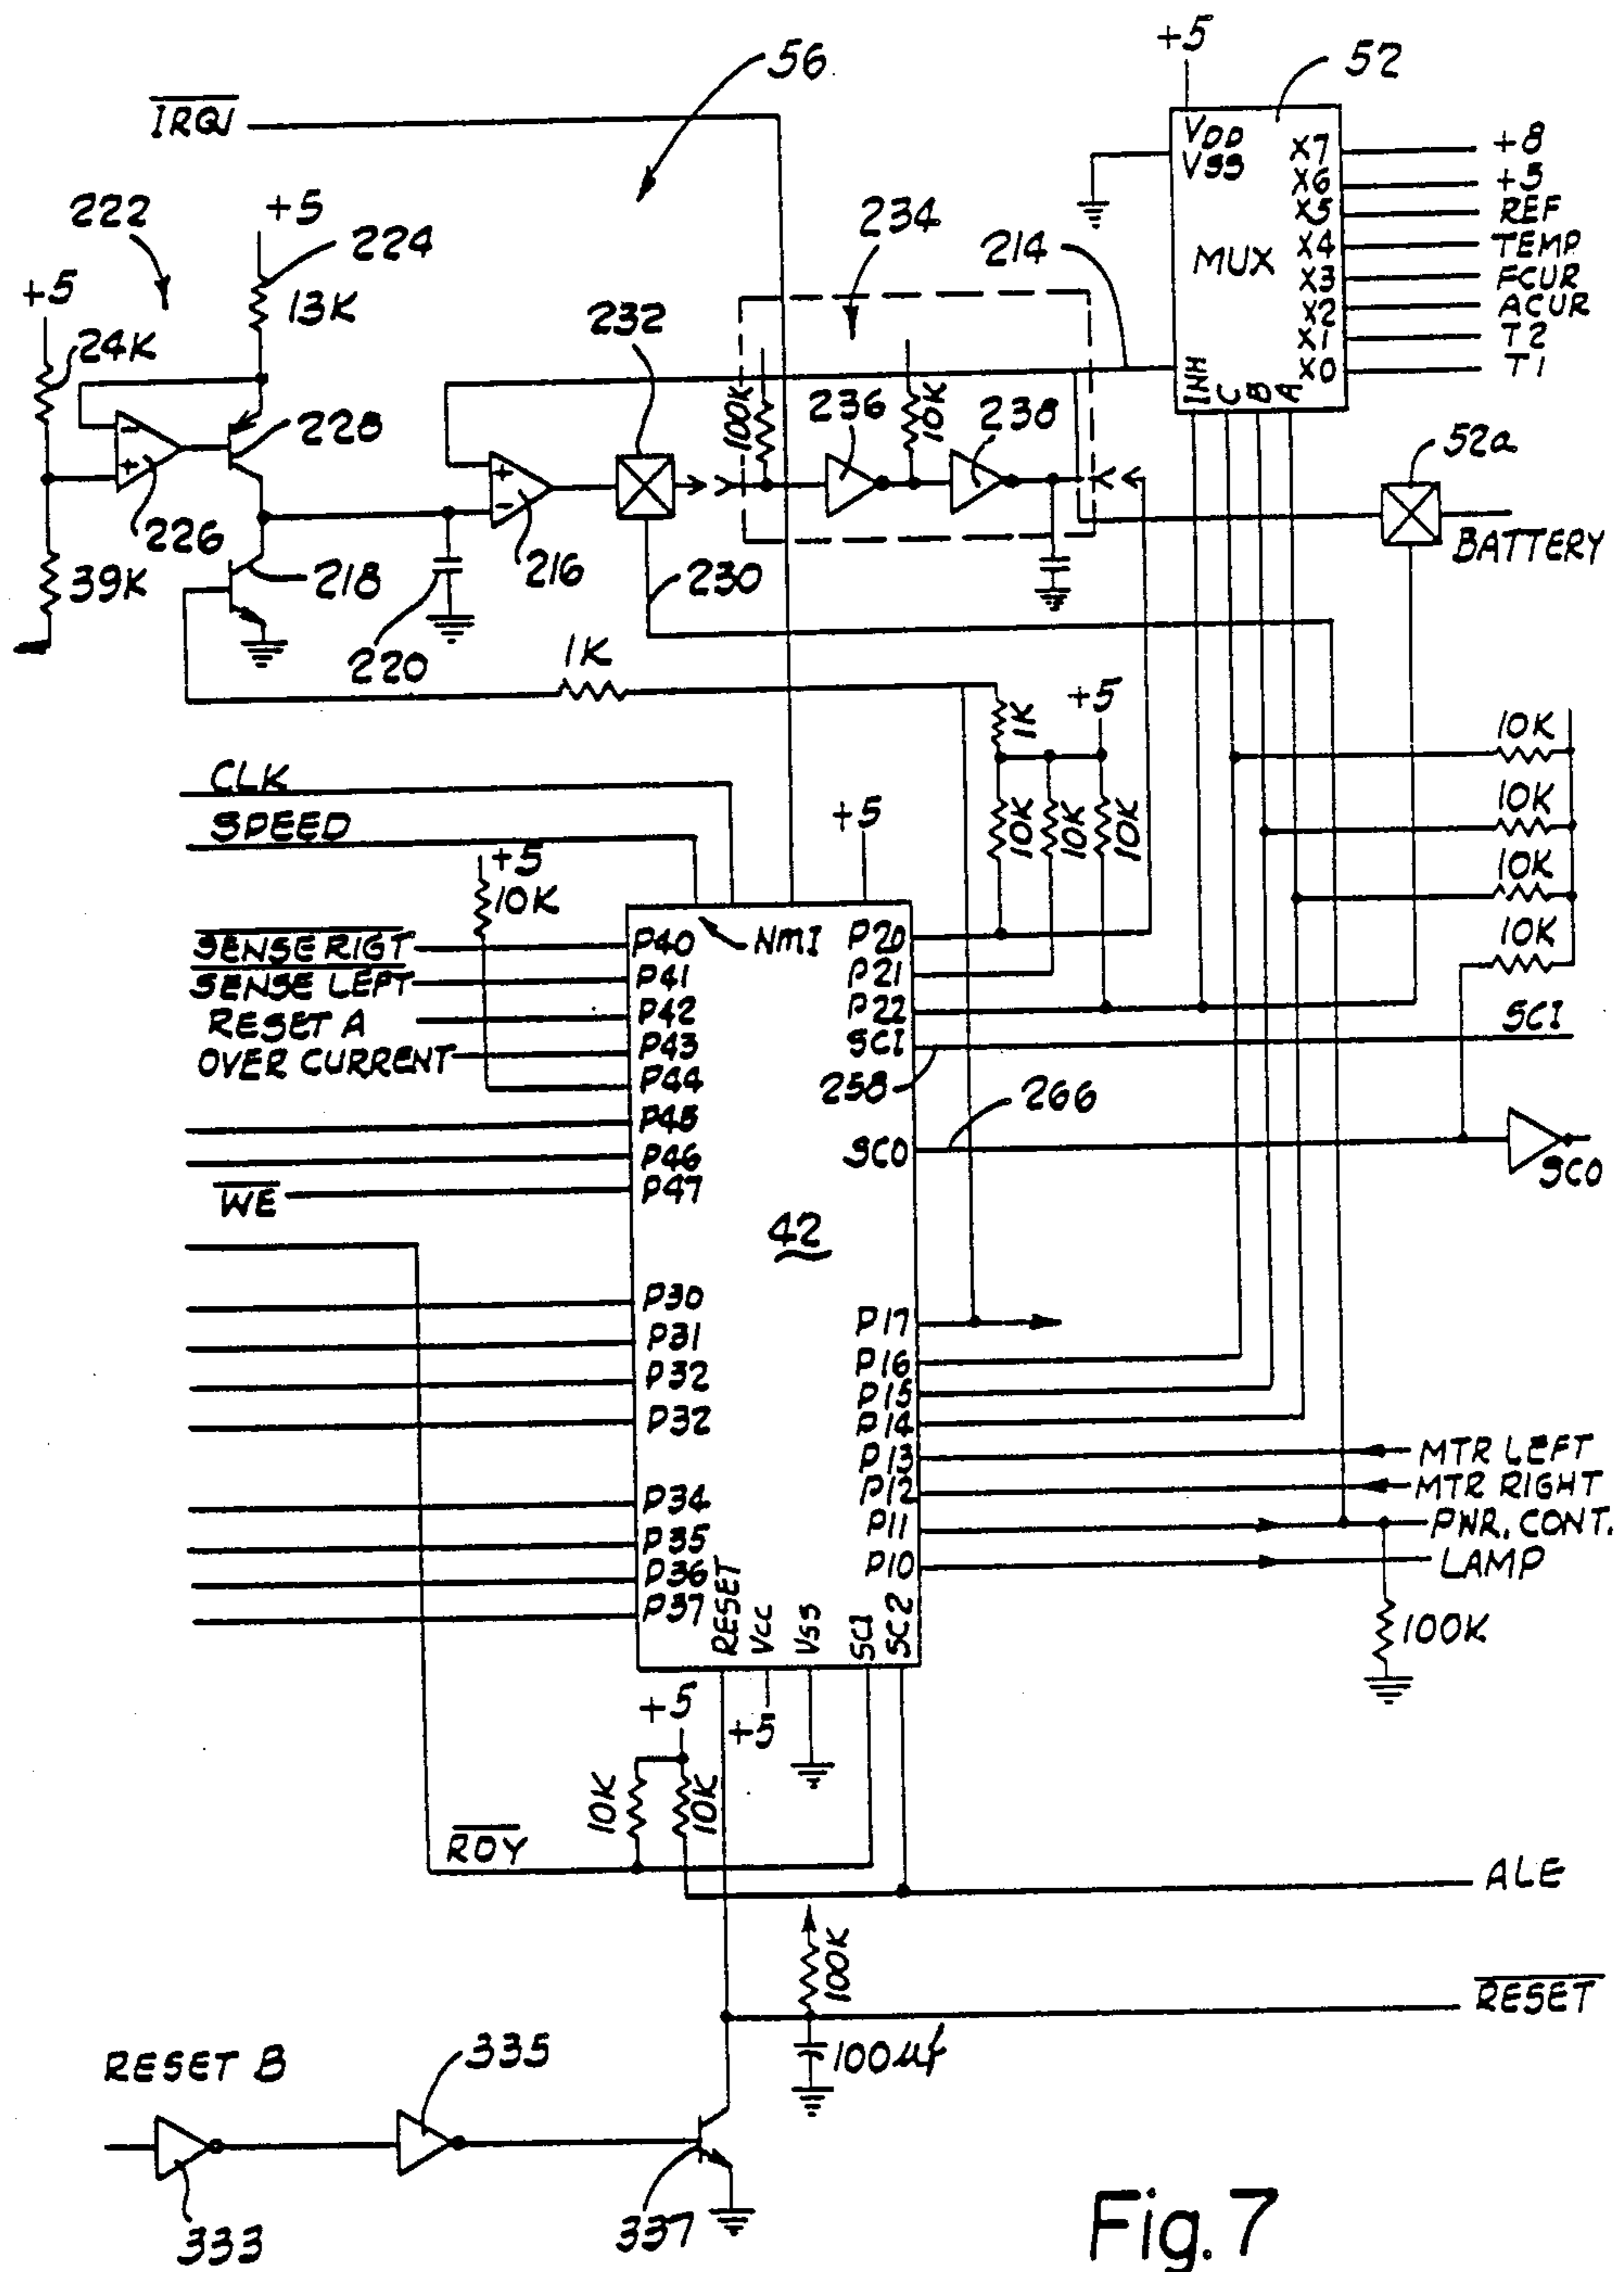 +5
56
52
IRQ1
VDD
VSS
X7
+8
X6
+5
X5
REF
MUX
X4
TEMP.
X3
FCUR
X2
ACUR
X1
T2
X0
T1
INH
C
B
A
222
+5
224
13K
234
214
+5
24K
232
100K
236
10K
238
52a
228
-
+
226
+
-
216
BATTERY
39K
218
220
230
1K
1K
+5
10K
10K
10K
10K
10K
10K
10K
CLK
SPEED
+5
+5
10K
NMI
SENSE RIGT
P40
P20
SENSE LEFT
P41
P21
RESET A
P42
P22
OVER CURRENT
P43
SCI
SCI
P44
258
266
P45
P46
SCO
SCO
WE
P47
42
P30
P17
P31
P16
P32
P15
P32
P14
P13
MTR LEFT
P12
MTR RIGHT
P34
P11
PWR. CONT.
P35
P10
LAMP
P36
P37
RESET
VCC
VSS
SC1
SC2
100K
+5
+5
10K
10K
RDY
ALE
100K
RESET
100µf
RESET B
335
333
337
Fig. 7